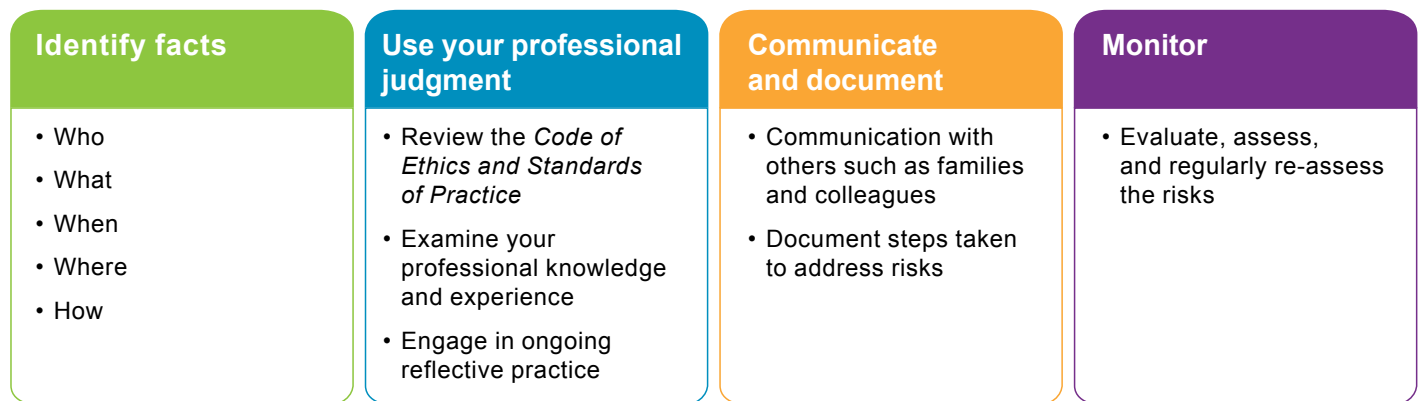 Identify facts
• Who
• What
• When
• Where
• How
Use your professional
judgment
• Review the Code of
Ethics and Standards
of Practice
• Examine your
professional knowledge
and experience
• Engage in ongoing
reflective practice
Communicate
and document
• Communication with
others such as families
and colleagues
• Document steps taken
to address risks
Monitor
• Evaluate, assess,
and regularly re-assess
the risks